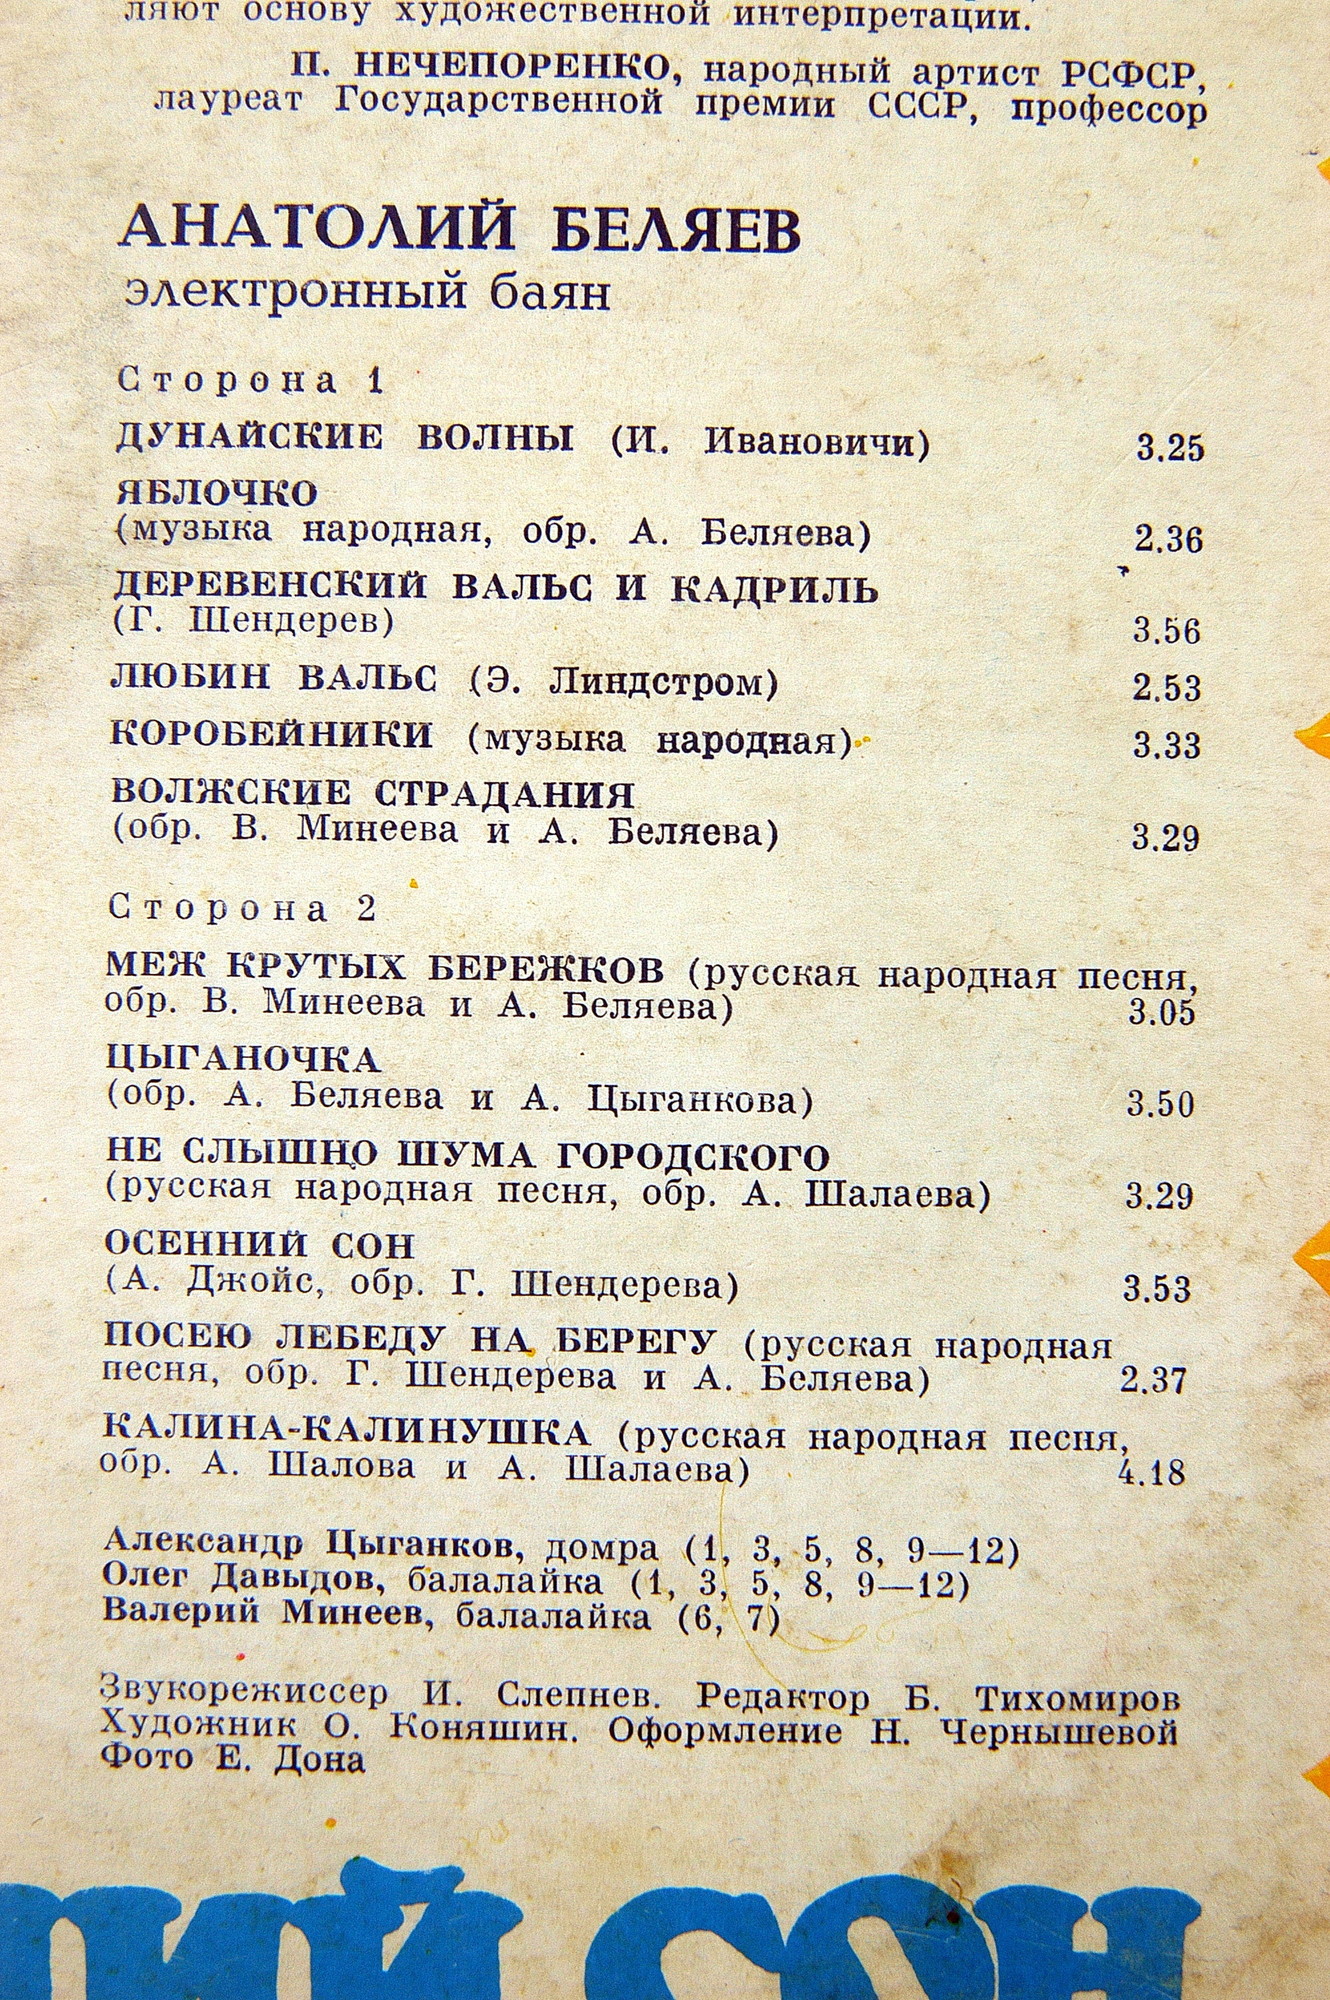 ляют основу художественной интерпретации.
П. НЕЧЕПОРЕНКО, народный артист РСФСР,
лауреат Государственной премии СССР, профессор
АНАТОЛИЙ БЕЛЯЕВ
электронный баян
Сторона 1
ДУНАЙСКИЕ ВОЛНЫ (И. Ивановичи) 3.25
ЯБЛОЧКО
(музыка народная, обр. А. Беляева) 2.36
ДЕРЕВЕНСКИЙ ВАЛЬС И КАДРИЛЬ
(Г. Шендерев) 3.56
ЛЮБИН ВАЛЬС (Э. Линдстром) 2.53
КОРОБЕЙНИКИ (музыка народная) 3.33
ВОЛЖСКИЕ СТРАДАНИЯ
(обр. В. Минеева и А. Беляева) 3.29
Сторона 2
МЕЖ КРУТЫХ БЕРЕЖКОВ (русская народная песня,
обр. В. Минеева и А. Беляева) 3.05
ЦЫГАНОЧКА
(обр. А. Беляева и А. Цыганкова) 3.50
НЕ СЛЫШНО ШУМА ГОРОДСКОГО
(русская народная песня, обр. А. Шалаева) 3.29
ОСЕННИЙ СОН
(А. Джойс, обр. Г. Шендерева) 3.53
ПОСЕЮ ЛЕБЕДУ НА БЕРЕГУ (русская народная
песня, обр. Г. Шендерева и А. Беляева) 2.37
КАЛИНА-КАЛИНУШКА (русская народная песня,
обр. А. Шалова и А. Шалаева) 4.18
Александр Цыганков, домра (1, 3, 5, 8, 9—12)
Олег Давыдов, балалайка (1, 3, 5, 8, 9—12)
Валерий Минеев, балалайка (6, 7)
Звукорежиссер И. Слепнев. Редактор Б. Тихомиров
Художник О. Коняшин. Оформление Н. Чернышевой
Фото Е. Дона
ИЙ СОН